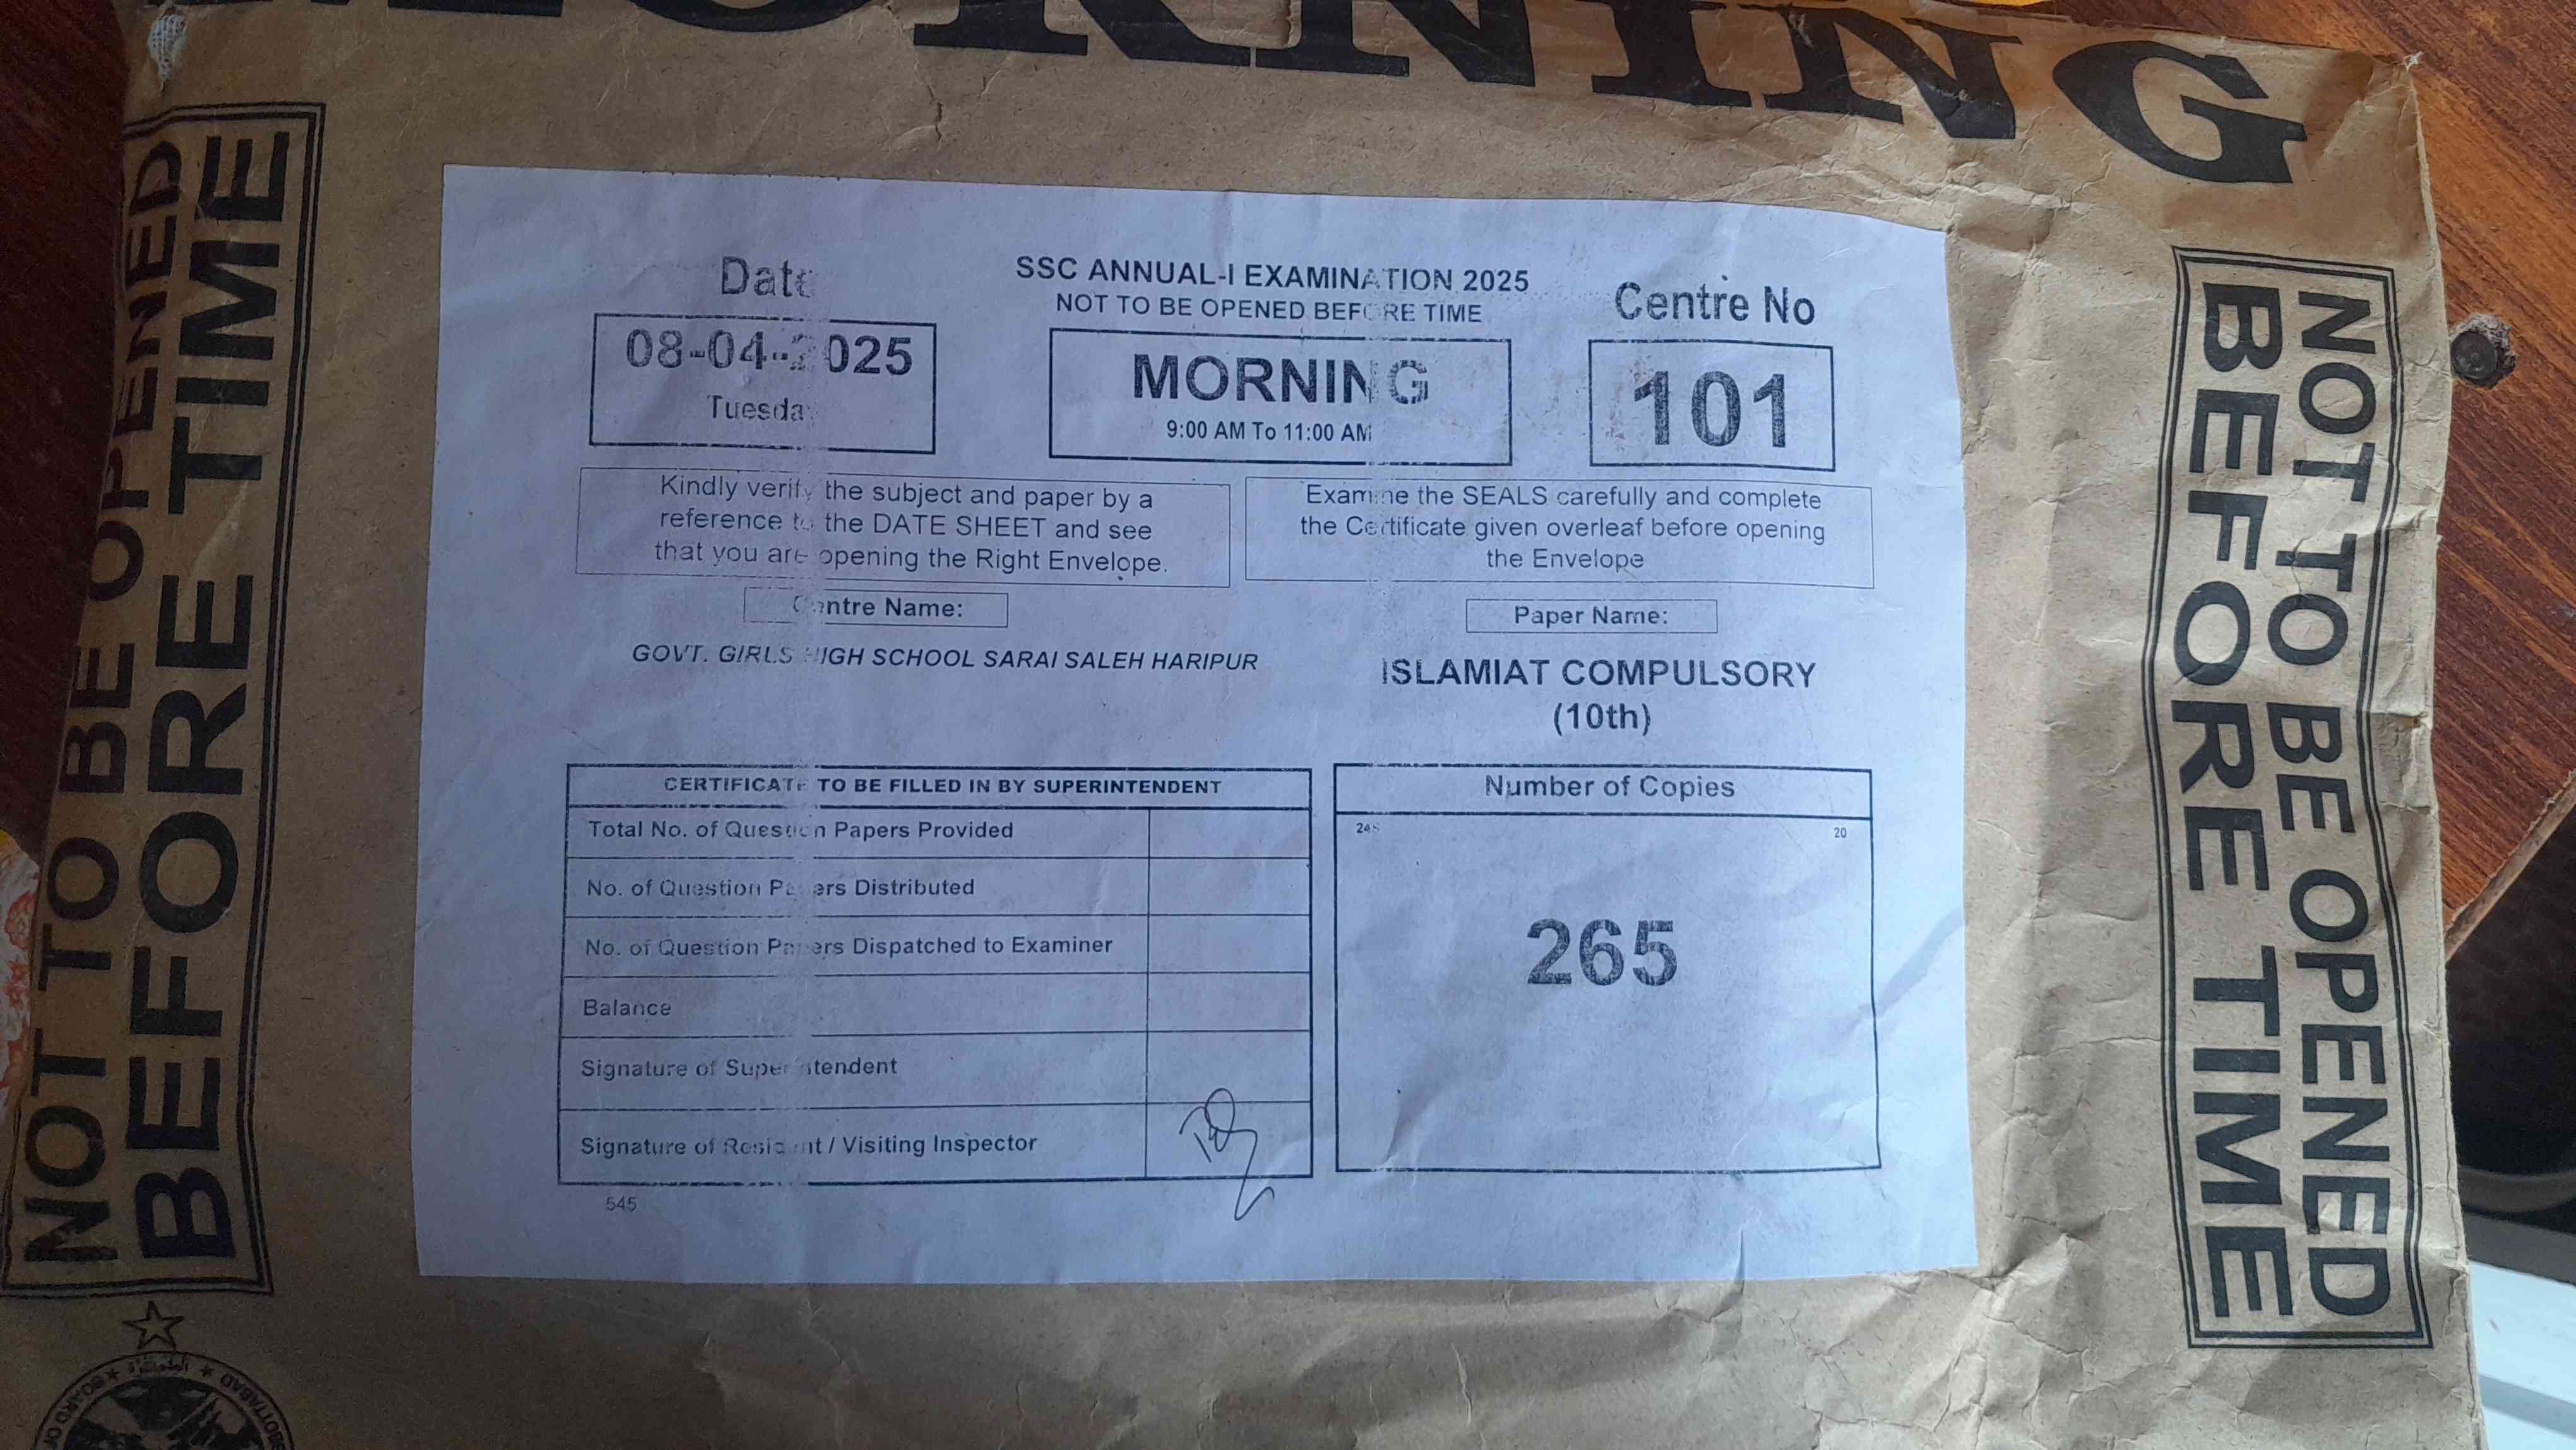 MORNING
NOT TO BE OPENED
BEFORE TIME
Date
08-04-2025
Tuesday
SSC ANNUAL-I EXAMINATION 2025
NOT TO BE OPENED BEFORE TIME
MORNING
9:00 AM To 11:00 AM
Centre No
101
Kindly verify the subject and paper by a
reference to the DATE SHEET and see
that you are opening the Right Envelope.
Examine the SEALS carefully and complete
the Certificate given overleaf before opening
the Envelope
Centre Name:
GOVT. GIRLS HIGH SCHOOL SARAI SALEH HARIPUR
Paper Name:
ISLAMIAT COMPULSORY
(10th)
CERTIFICATE TO BE FILLED IN BY SUPERINTENDENT
Total No. of Question Papers Provided
No. of Question Papers Distributed
No. of Question Papers Dispatched to Examiner
Balance
Signature of Superintendent
Signature of Resident / Visiting Inspector
545
Number of Copies
20
265
NOT TO BE OPENED
BEFORE TIME
BOARD OF